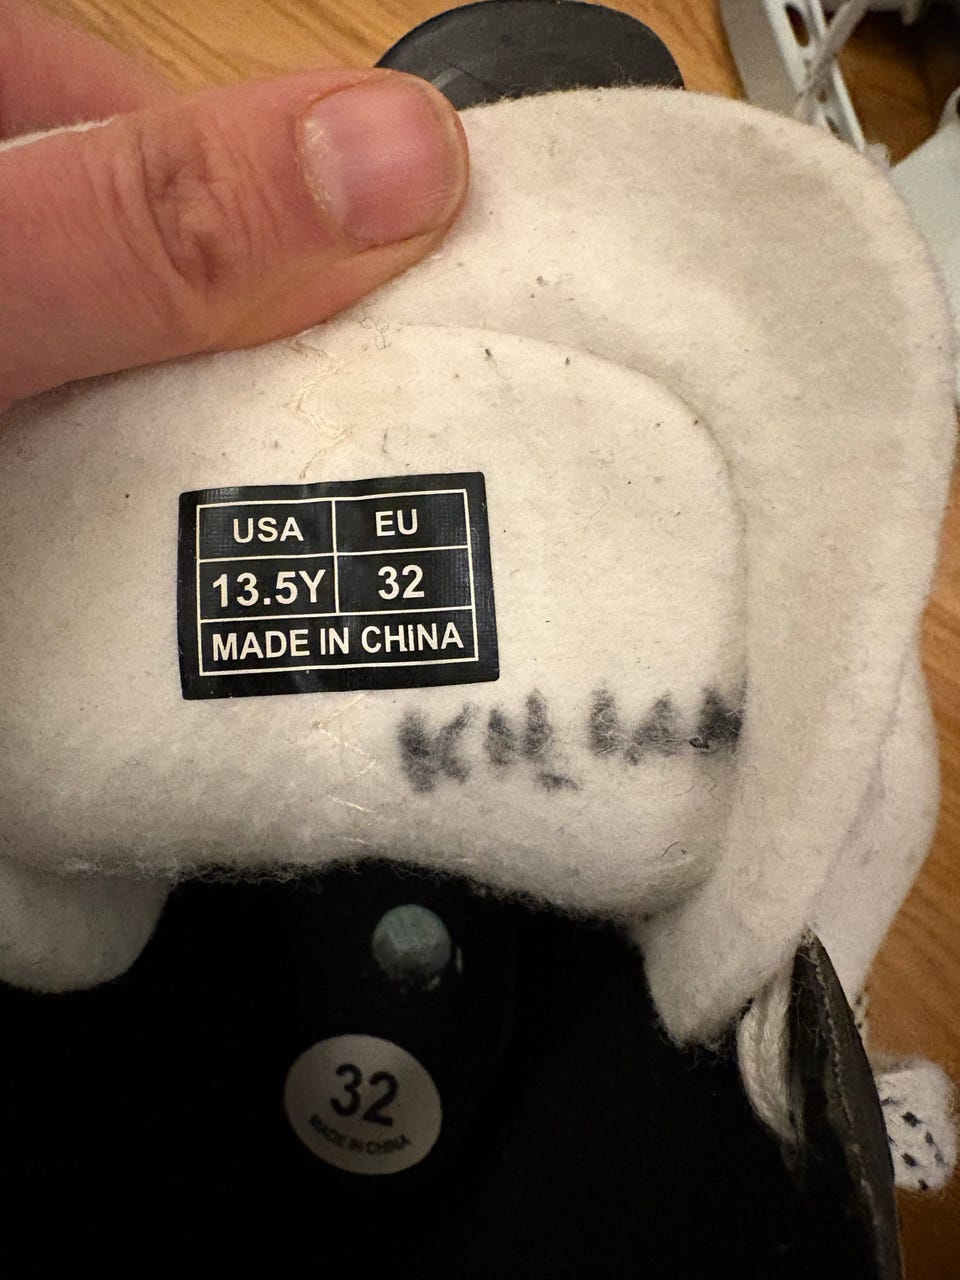 USA EU
13.5Y 32
MADE IN CHINA
32
MADE IN CHINA